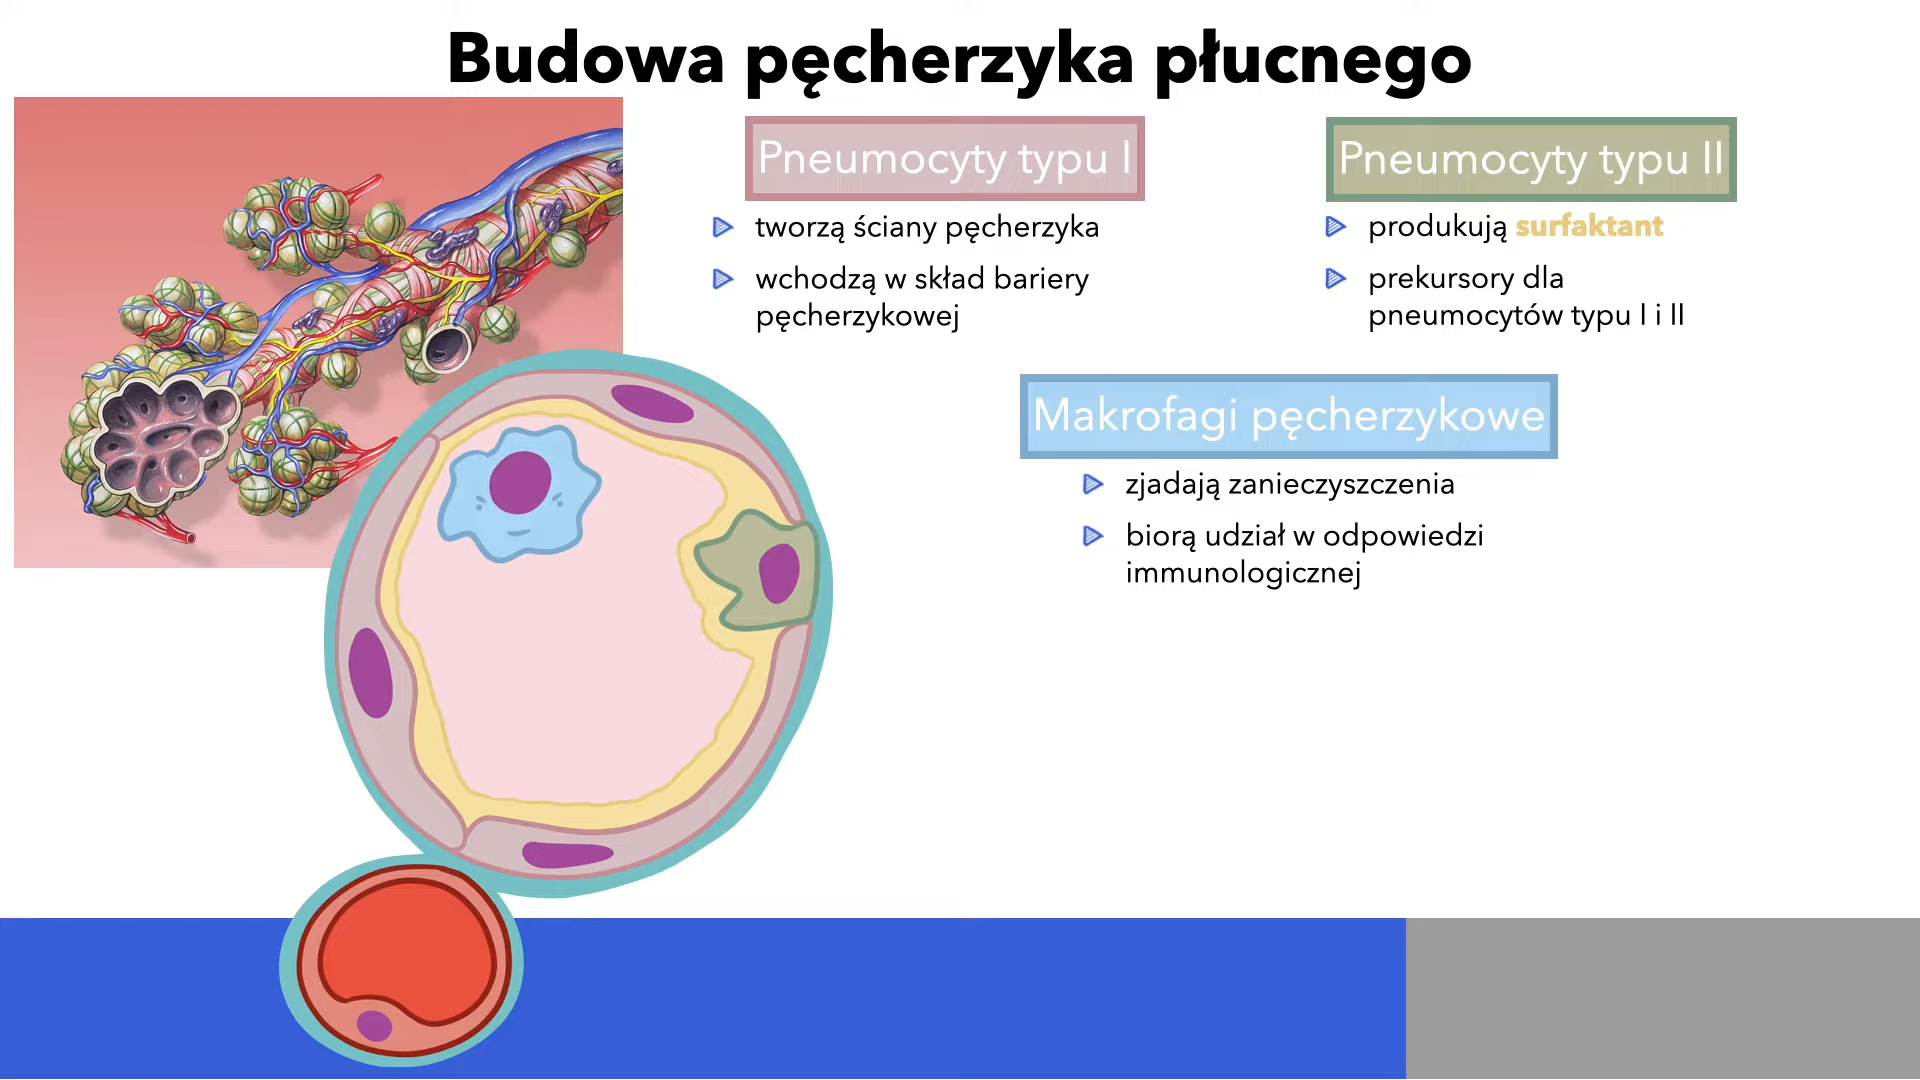 Budowa pęcherzyka płucnego
Pneumocyty typu I
tworzą ściany pęcherzyka
wchodzą w skład bariery
pęcherzykowej
Pneumocyty typu II
produkują surfaktant
prekursory dla
pneumocytów typu I i II
Makrofagi pęcherzykowe
zjadają zanieczyszczenia
biorą udział w odpowiedzi
immunologicznej